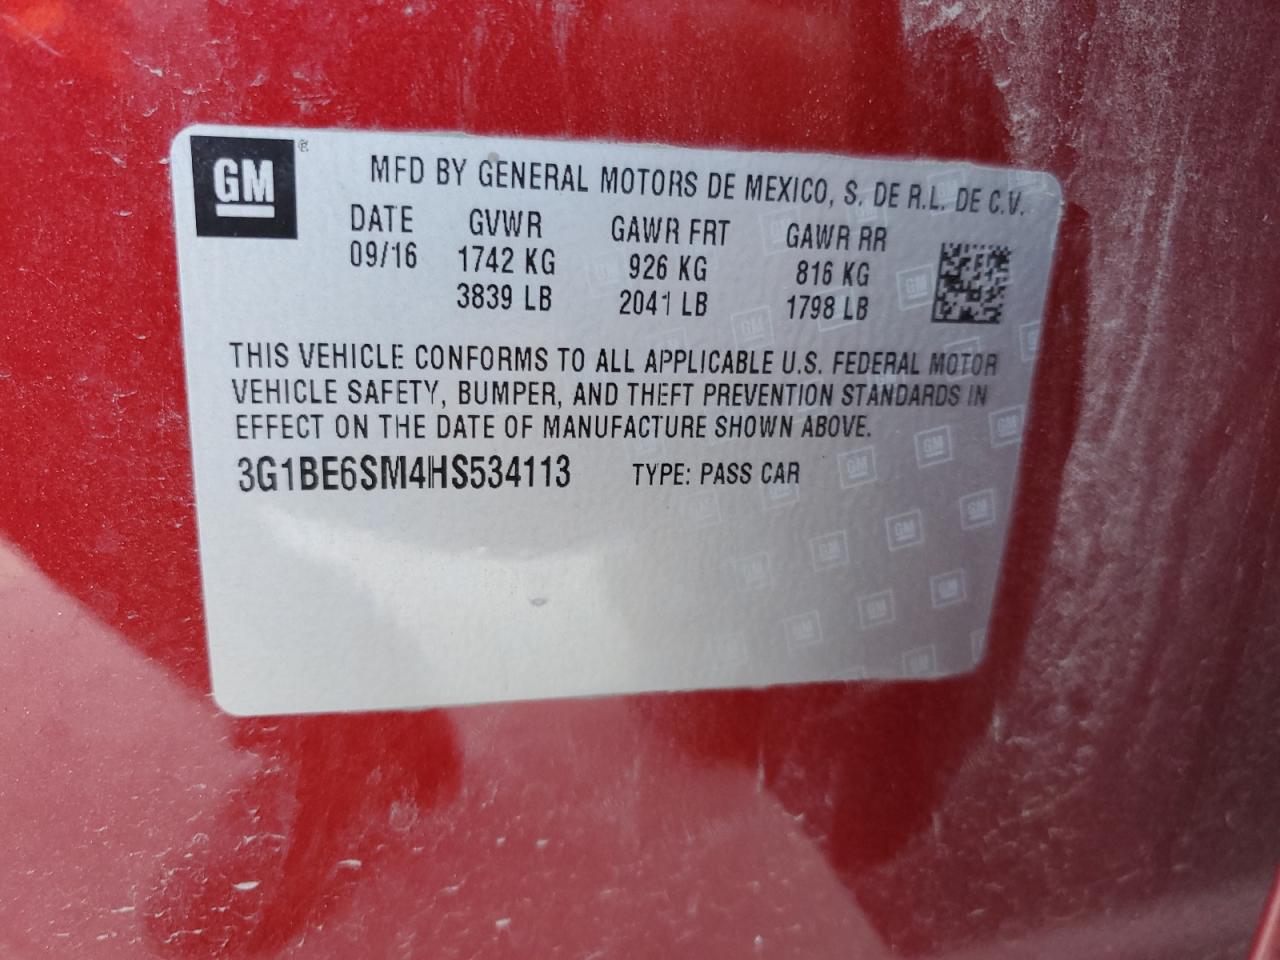 GM
MFD BY GENERAL MOTORS DE MEXICO, S. DE R.L. DE C.V.
DATE GVWR GAWR FRT GAWR RR
09/16 1742 KG 926 KG 816 KG
3839 LB 2041 LB 1798 LB
THIS VEHICLE CONFORMS TO ALL APPLICABLE U.S. FEDERAL MOTOR
VEHICLE SAFETY, BUMPER, AND THEFT PREVENTION STANDARDS IN
EFFECT ON THE DATE OF MANUFACTURE SHOWN ABOVE.
3G1BE6SM4HS534113 TYPE: PASS CAR